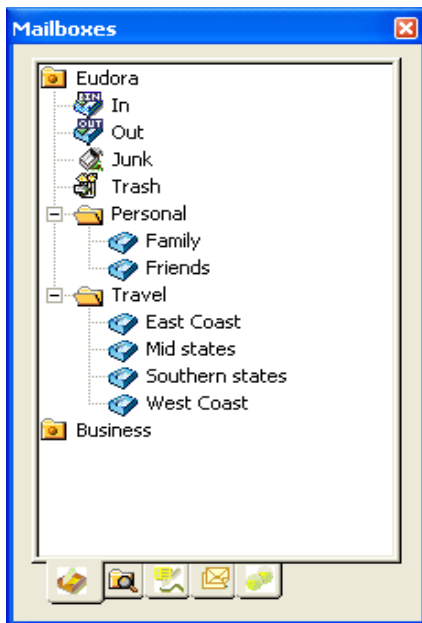 Mailboxes
Eudora
In
Out
Junk
Trash
Personal
Family
Friends
Travel
East Coast
Mid states
Southern states
West Coast
Business